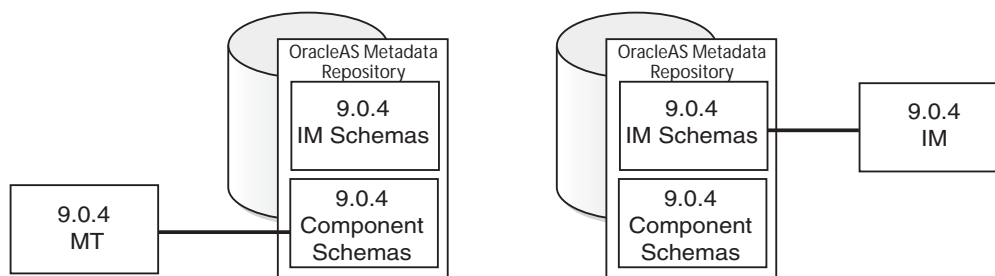 OracleAS Metadata
Repository
9.0.4
IM Schemas
9.0.4
Component
Schemas
9.0.4
MT
OracleAS Metadata
Repository
9.0.4
IM Schemas
9.0.4
Component
Schemas
9.0.4
IM